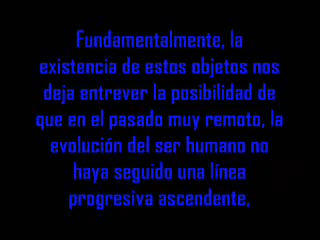 Fundamentalmente, la
existencia de estos objetos nos
deja entrever la posibilidad de
que en el pasado muy remoto, la
evolución del ser humano no
haya seguido una línea
progresiva ascendente,